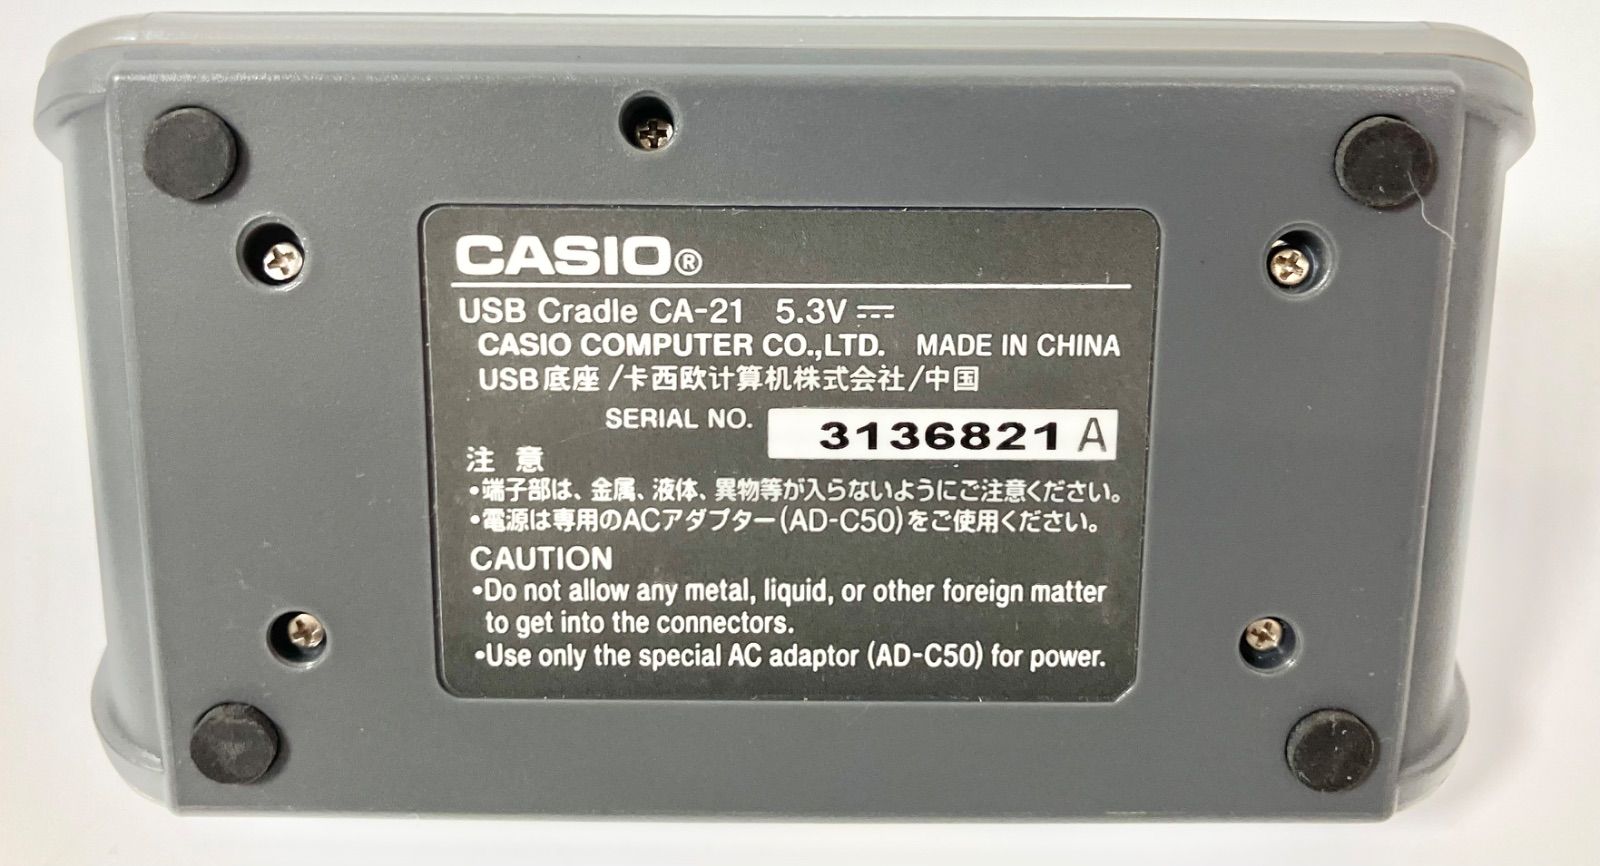 CASIO®
USB Cradle CA-21 5.3V ⎓
CASIO COMPUTER CO.,LTD. MADE IN CHINA
USB底座/卡西欧计算机株式会社/中国
SERIAL NO. 3136821 A
注 意
•端子部は、金属、液体、異物等が入らないようにご注意ください。
•電源は専用のACアダプター(AD-C50)をご使用ください。
CAUTION
•Do not allow any metal, liquid, or other foreign matter
to get into the connectors.
•Use only the special AC adaptor (AD-C50) for power.